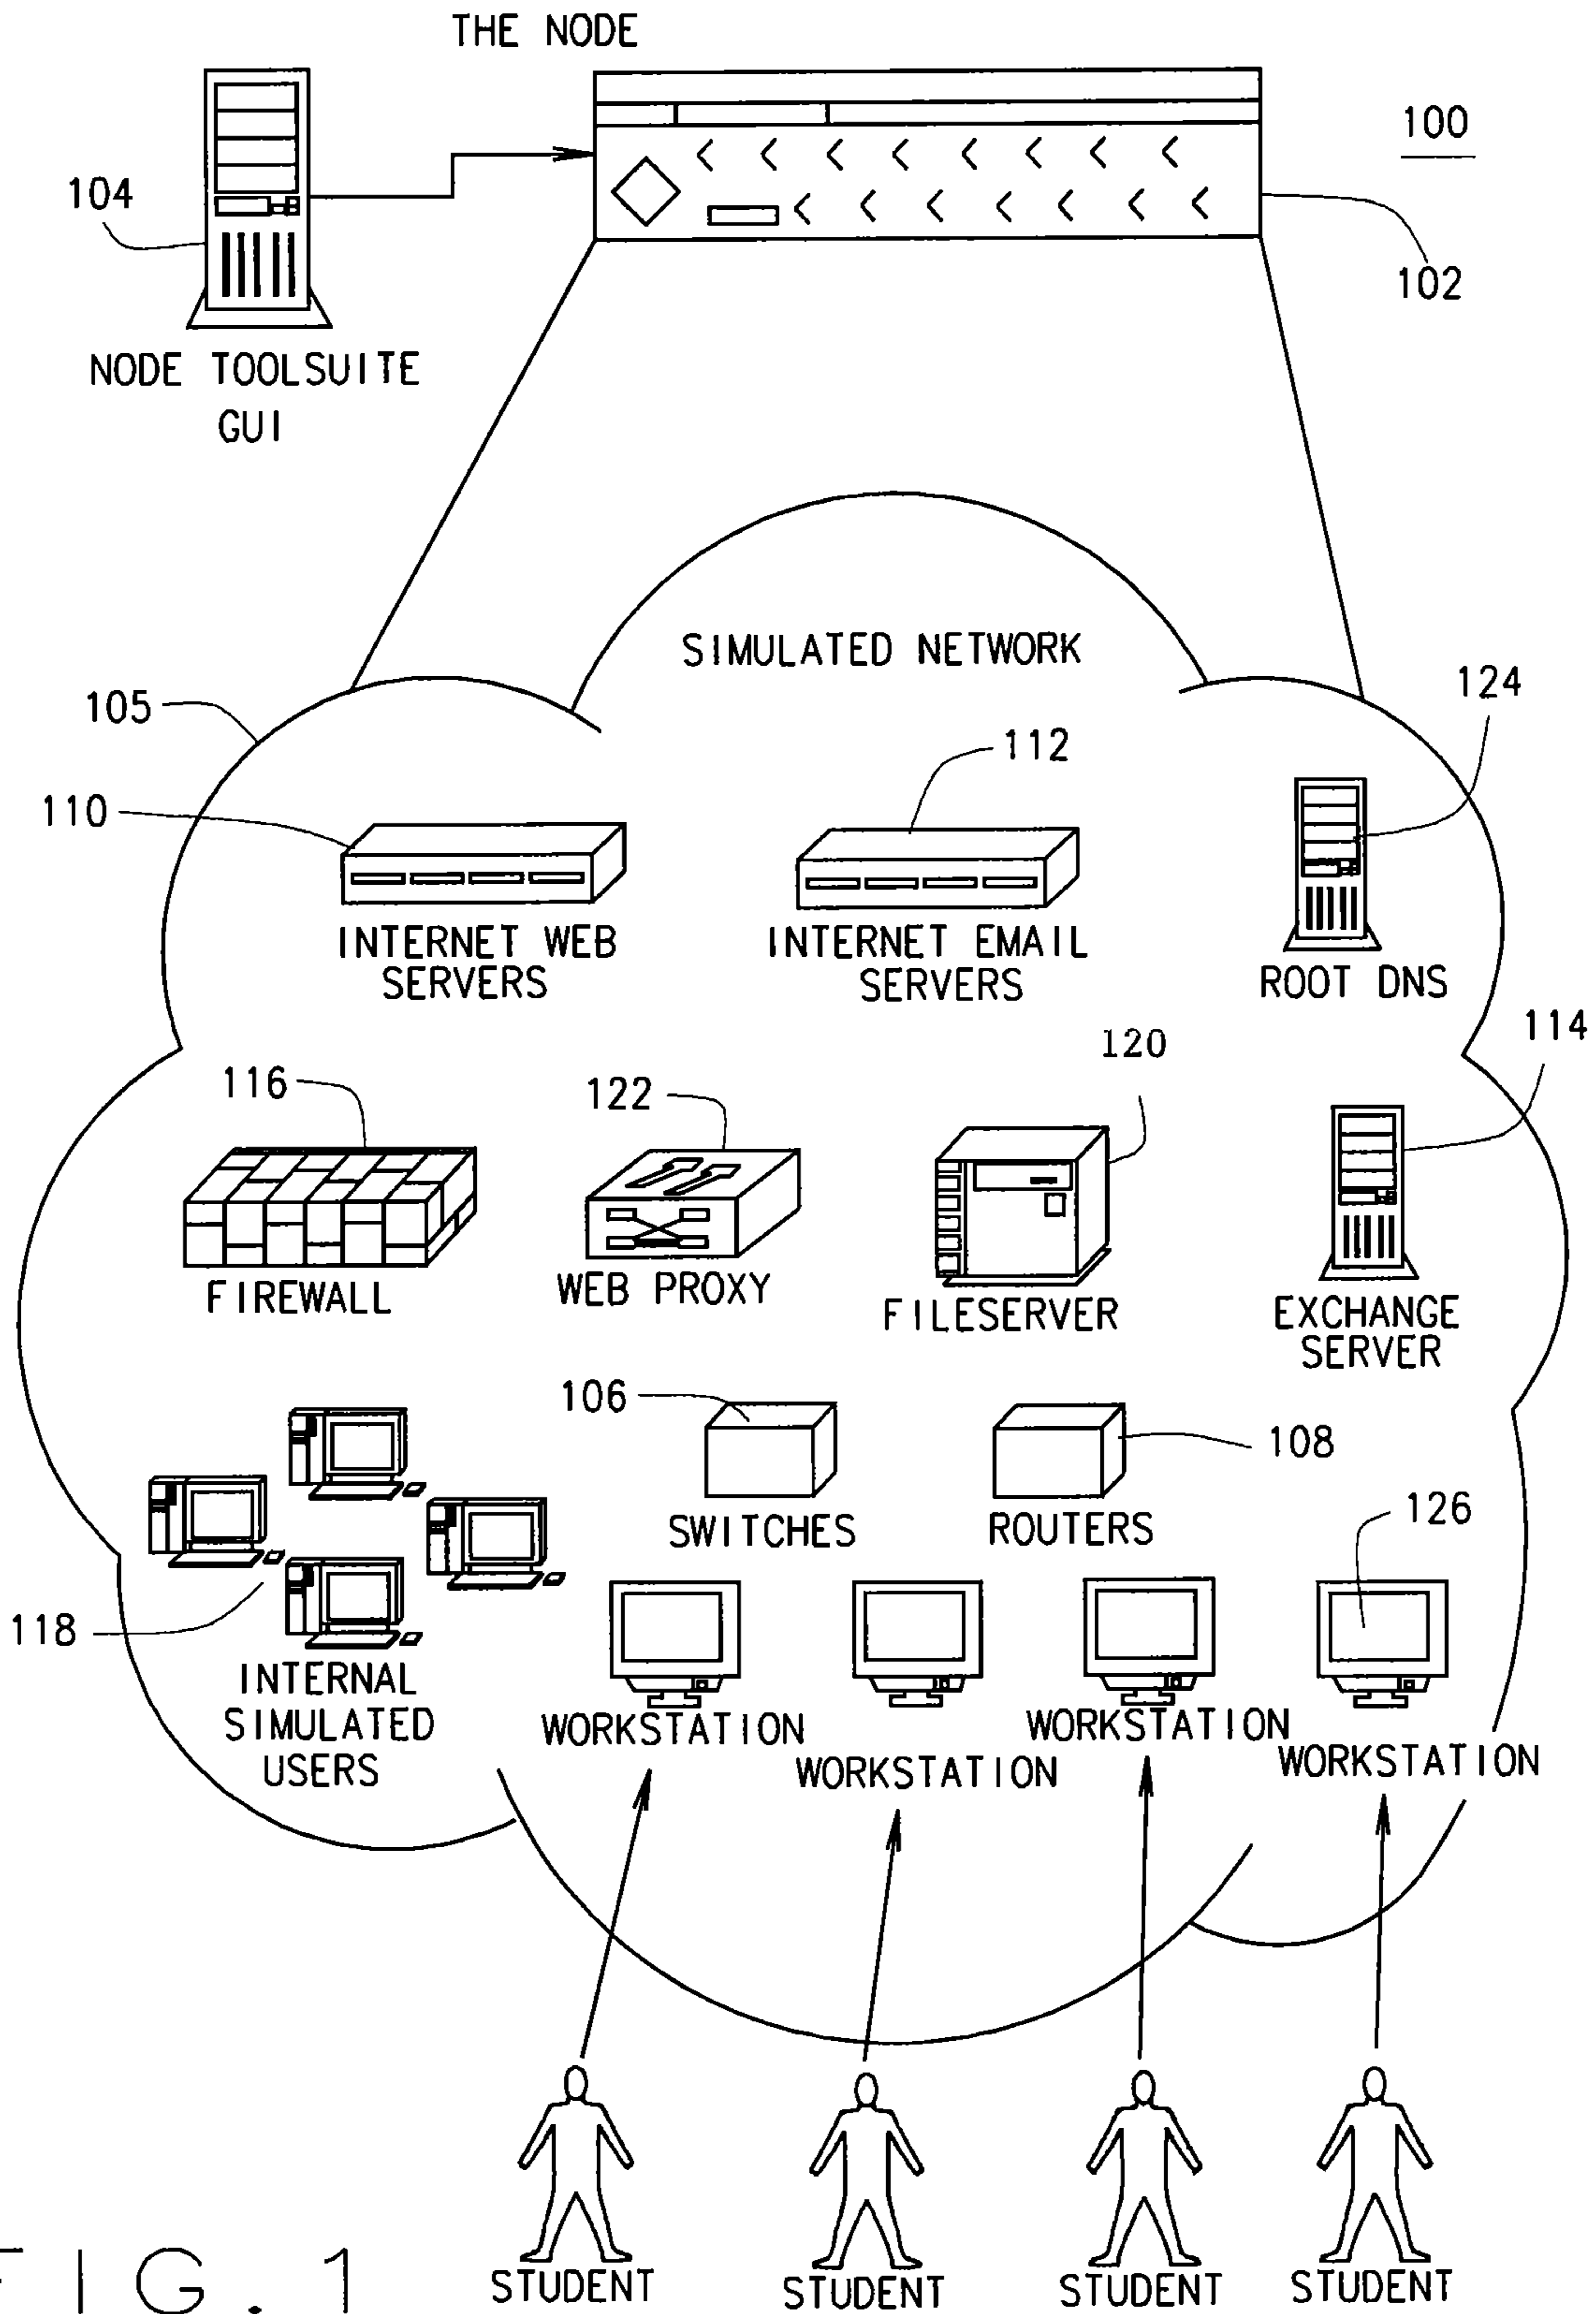 THE NODE
100
104
102
NODE TOOLSUITE
GUI
SIMULATED NETWORK
105
124
112
110
INTERNET WEB
SERVERS
INTERNET EMAIL
SERVERS
ROOT DNS
114
116
122
120
FIREWALL
WEB PROXY
FILESERVER
EXCHANGE
SERVER
106
108
SWITCHES
ROUTERS
126
118
INTERNAL
SIMULATED
USERS
WORKSTATION
WORKSTATION
WORKSTATION
WORKSTATION
STUDENT
STUDENT
STUDENT
STUDENT
FIG. 1